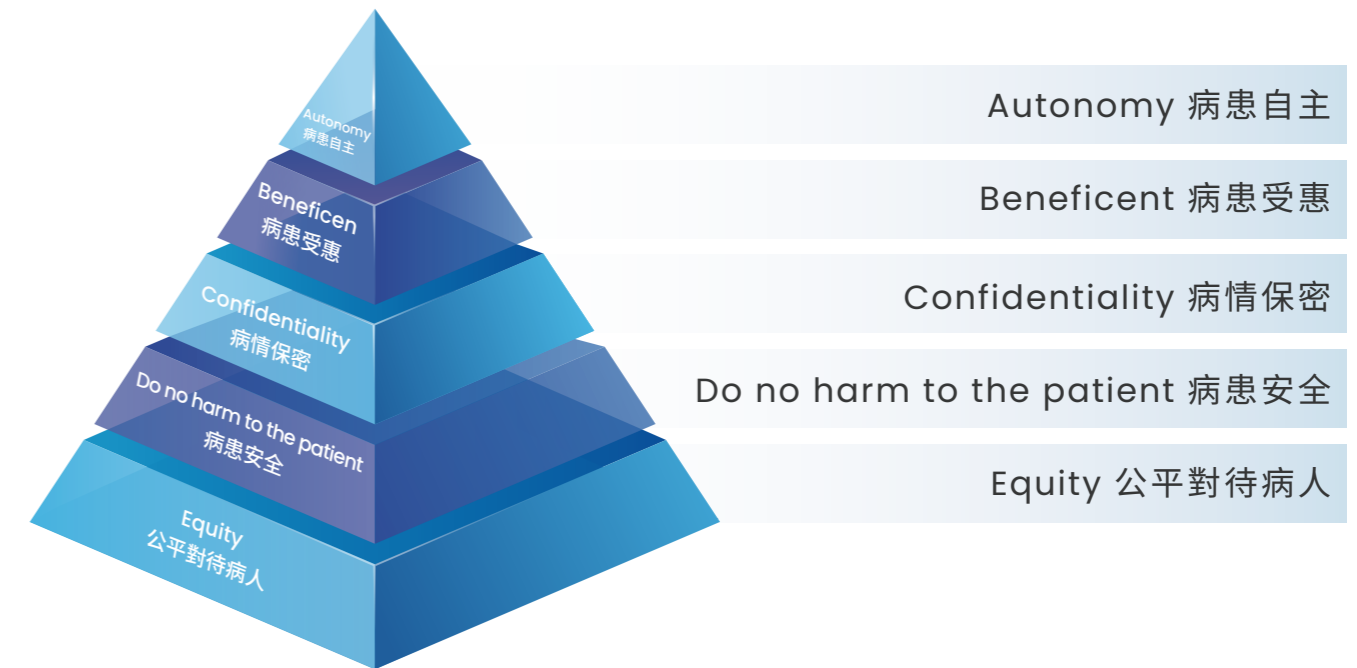 Autonomy
病患自主
Beneficen
病患受惠
Confidentiality
病情保密
Do no harm to the patient
病患安全
Equity
公平對待病人
Autonomy 病患自主
Beneficent 病患受惠
Confidentiality 病情保密
Do no harm to the patient 病患安全
Equity 公平對待病人